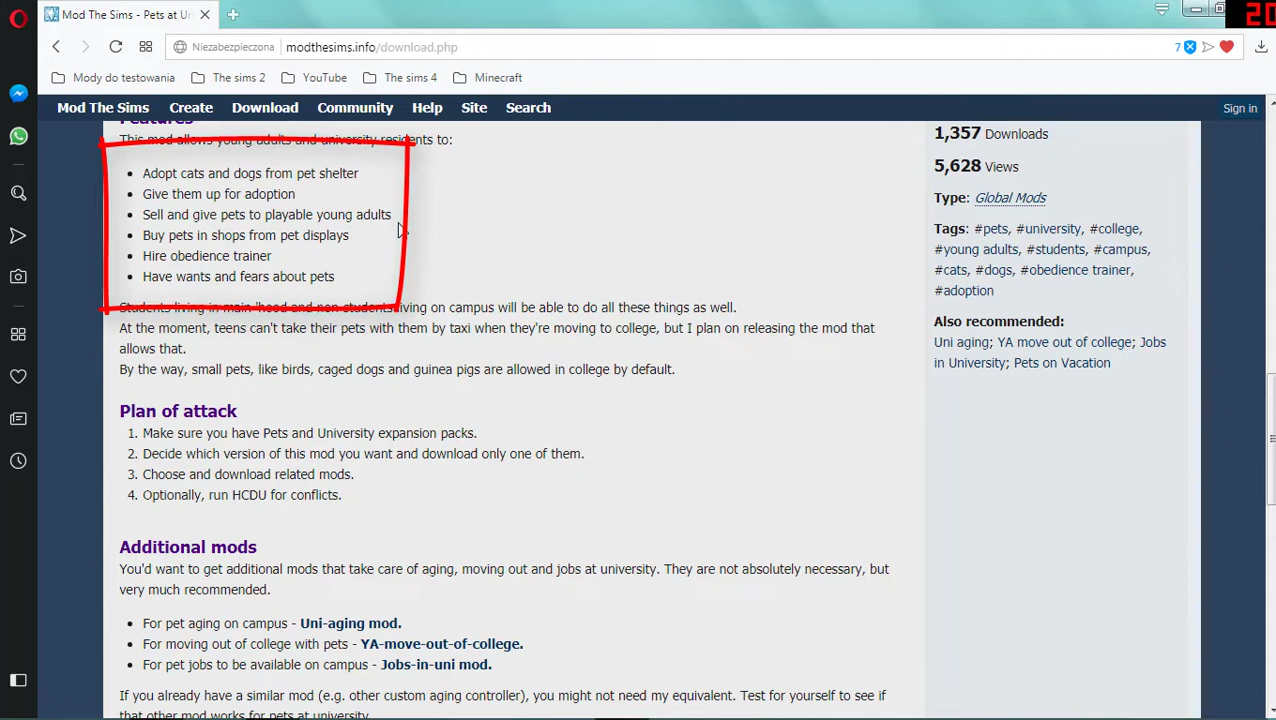 Mod The Sims - Pets at Un
20
Niezabezpieczona
modthesims.info/download.php
7
Mody do testowania
The sims 2
YouTube
The sims 4
Minecraft
Mod The Sims Create Download Community Help Site Search
Sign in
Features
This mod allows young adults and university residents to:
Adopt cats and dogs from pet shelter
Give them up for adoption
Sell and give pets to playable young adults
Buy pets in shops from pet displays
Hire obedience trainer
Have wants and fears about pets
Students living in main 'hood and non-students living on campus will be able to do all these things as well.
At the moment, teens can't take their pets with them by taxi when they're moving to college, but I plan on releasing the mod that
allows that.
By the way, small pets, like birds, caged dogs and guinea pigs are allowed in college by default.
Plan of attack
1. Make sure you have Pets and University expansion packs.
2. Decide which version of this mod you want and download only one of them.
3. Choose and download related mods.
4. Optionally, run HCDU for conflicts.
Additional mods
You'd want to get additional mods that take care of aging, moving out and jobs at university. They are not absolutely necessary, but
very much recommended.
For pet aging on campus - Uni-aging mod.
For moving out of college with pets - YA-move-out-of-college.
For pet jobs to be available on campus - Jobs-in-uni mod.
If you already have a similar mod (e.g. other custom aging controller), you might not need my equivalent. Test for yourself to see if
that other mod works for pets at university.
1,357 Downloads
5,628 Views
Type: Global Mods
Tags: #pets, #university, #college,
#young adults, #students, #campus,
#cats, #dogs, #obedience trainer,
#adoption
Also recommended:
Uni aging; YA move out of college; Jobs
in University; Pets on Vacation